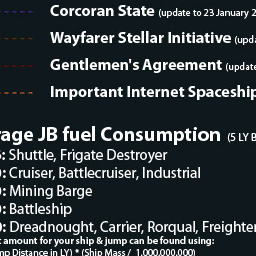 Corcoran State (update to 23 January 2
Wayfarer Stellar Initiative (upd
Gentlemen's Agreement (update
Important Internet Spaceship
rage JB fuel Consumption (5 LY
: Shuttle, Frigate Destroyer
: Cruiser, Battlecruiser, Industrial
: Mining Barge
: Battleship
: Dreadnought, Carrier, Rorqual, Freighter
t amount for your ship & jump can be found using:
mp Distance in LY) * (Ship Mass / 1,000,000,000)